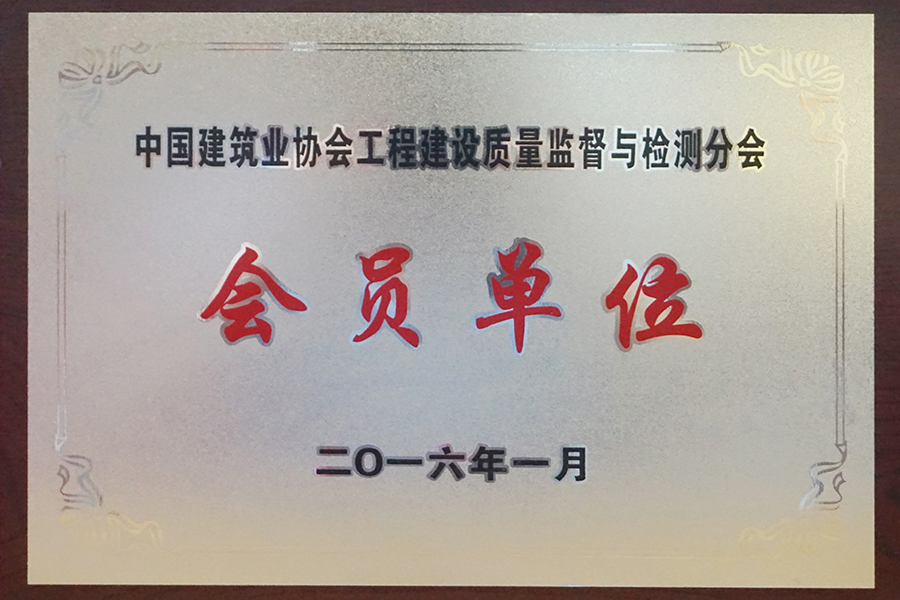 中国建筑业协会工程建设质量监督与检测分会
会员单位
二〇一六年一月